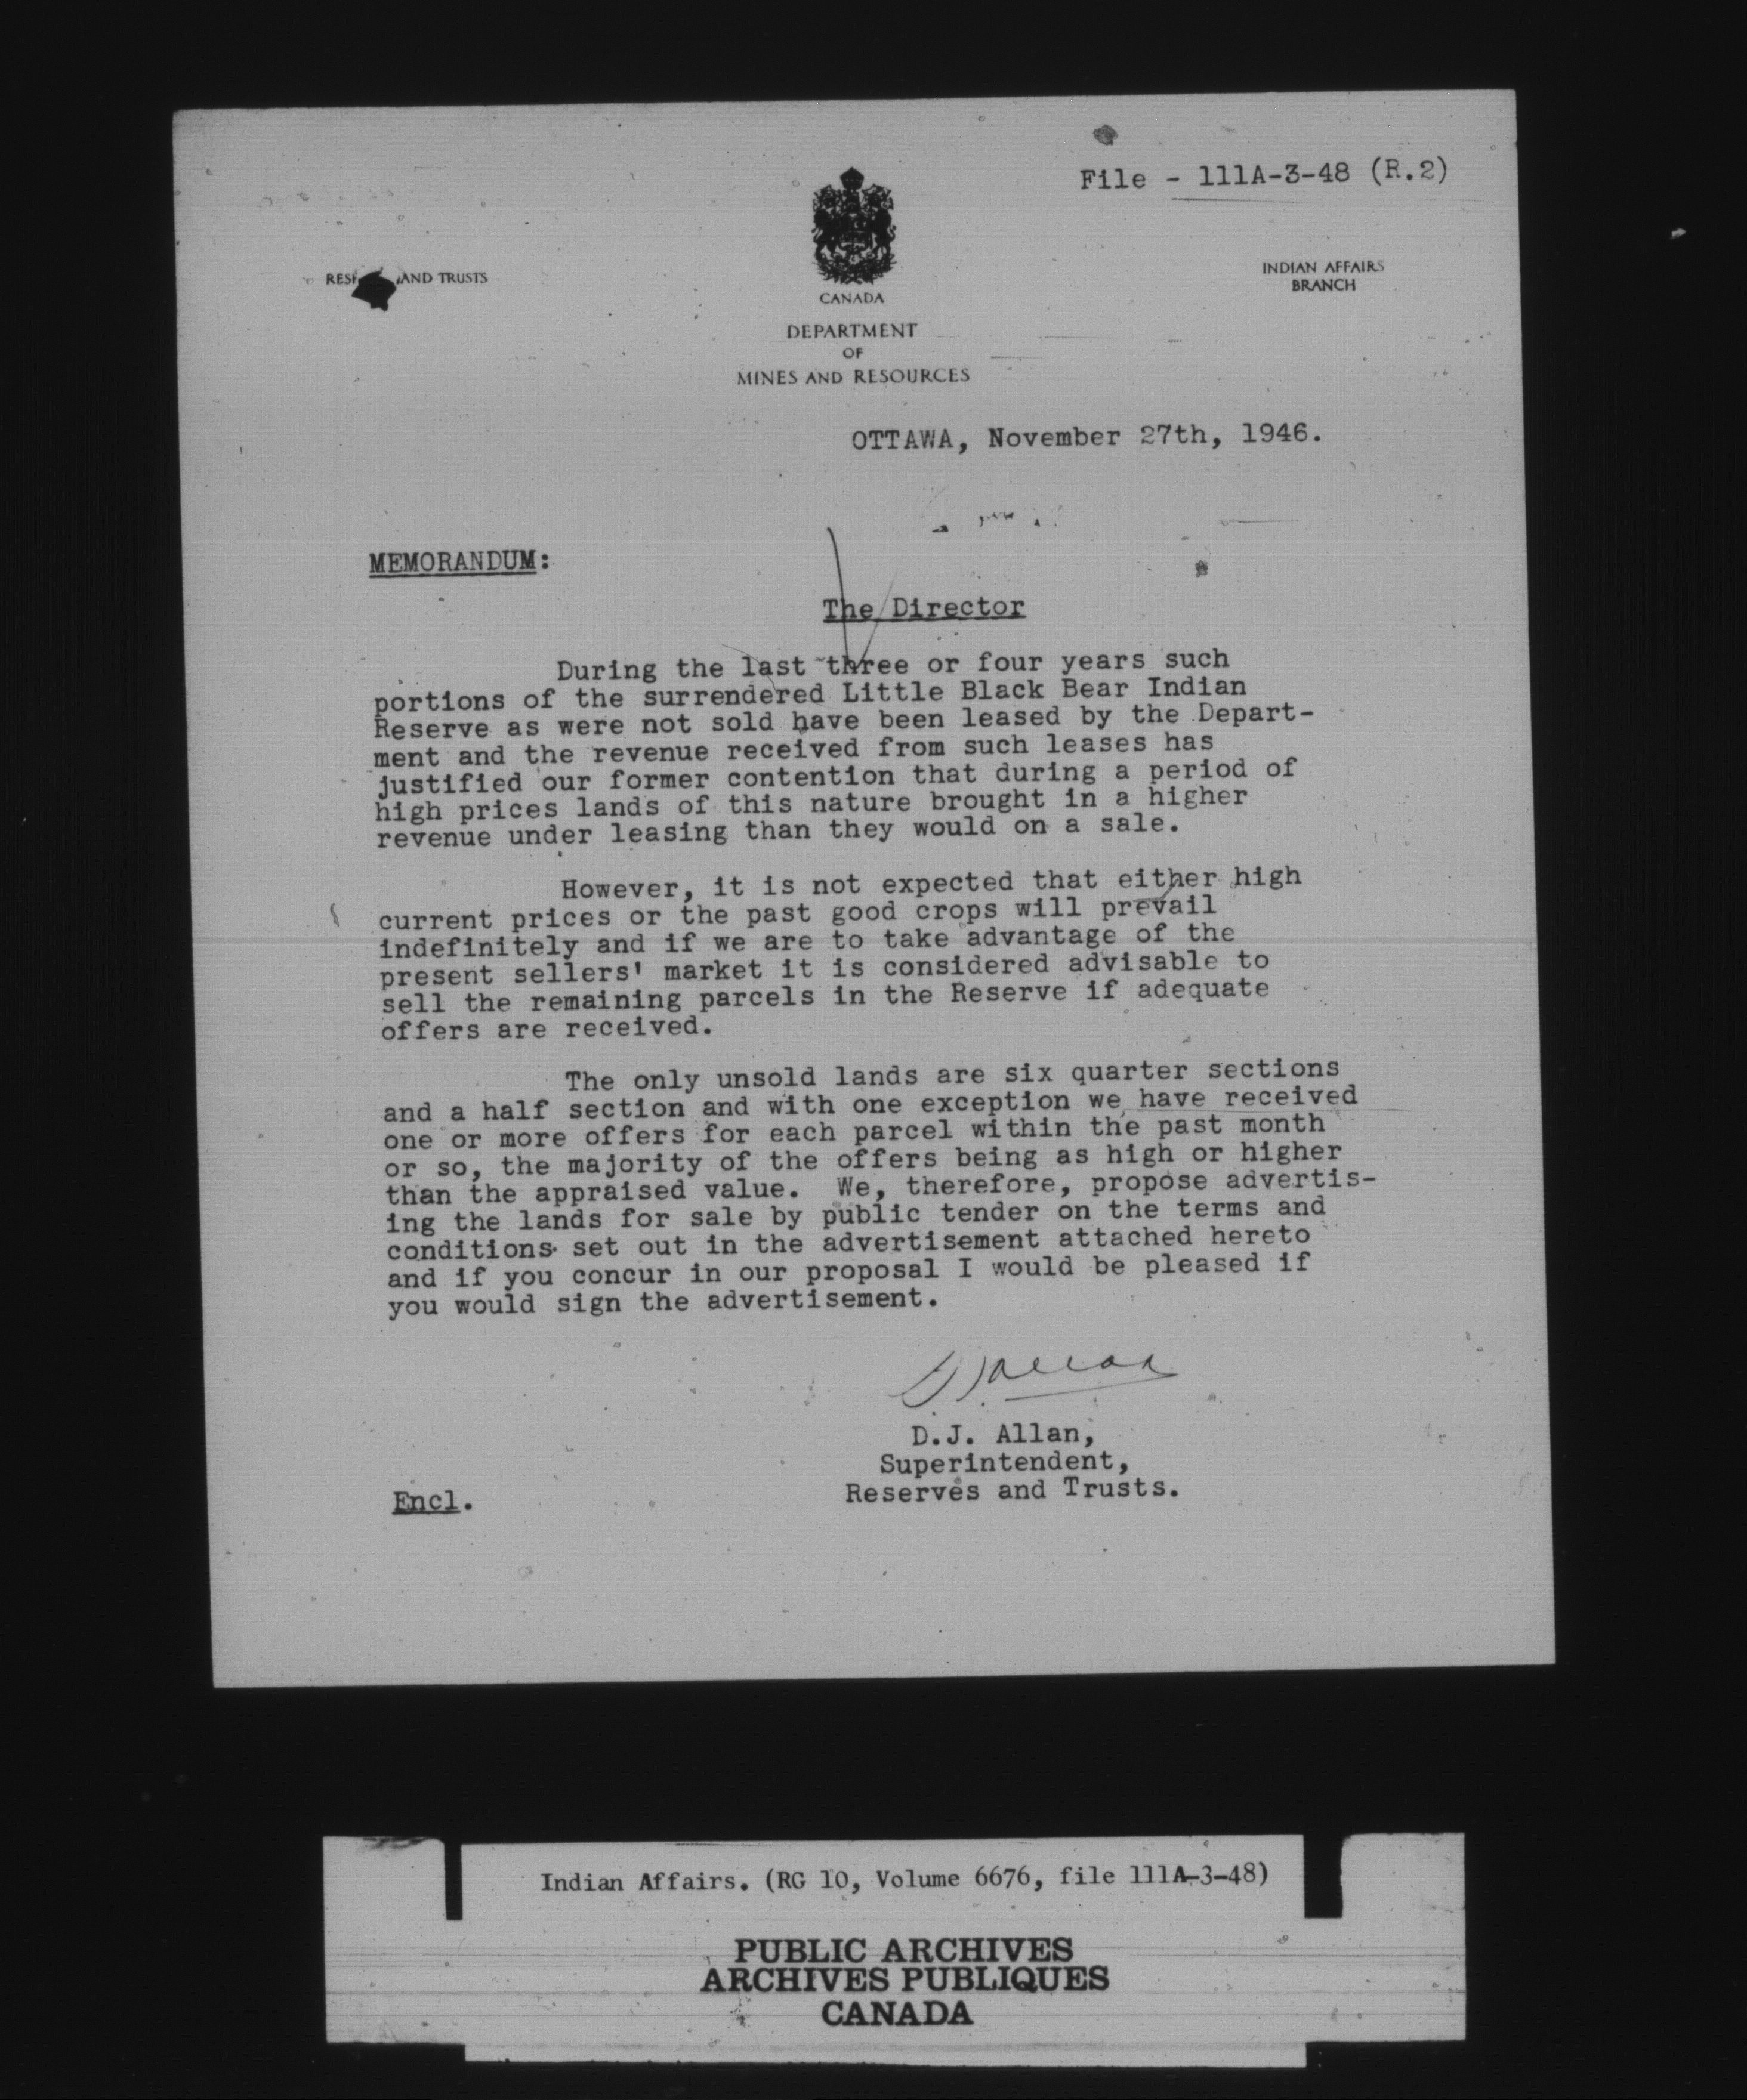 File - 111A-3-48 (R.2)
AND TRUSTS
INDIAN AFFAIRS
BRANCH
CANADA
DEPARTMENT
OF
MINES AND RESOURCES
OTTAWA, November 27th, 1946.
MEMORANDUM:
The Director
During the last three or four years such
portions of the surrendered Little Black Bear Indian
Reserve as were not sold have been leased by the Depart-
ment and the revenue received from such leases has
justified our former contention that during a period of
high prices lands of this nature brought in a higher
revenue under leasing than they would on a sale.
However, it is not expected that either high
current prices or the past good crops will prevail
indefinitely and if we are to take advantage of the
present sellers' market it is considered advisable to
sell the remaining parcels in the Reserve if adequate
offers are received.
The only unsold lands are six quarter sections
and a half section and with one exception we have received
one or more offers for each parcel within the past month
or so, the majority of the offers being as high or higher
than the appraised value. We, therefore, propose advertis-
ing the lands for sale by public tender on the terms and
conditions set out in the advertisement attached hereto
and if you concur in our proposal I would be pleased if
you would sign the advertisement.
D.J. Allan,
Superintendent,
Reserves and Trusts.
Encl.
Indian Affairs. (RG 10, Volume 6676, file 111A-3-48)
PUBLIC ARCHIVES
ARCHIVES PUBLIQUES
CANADA